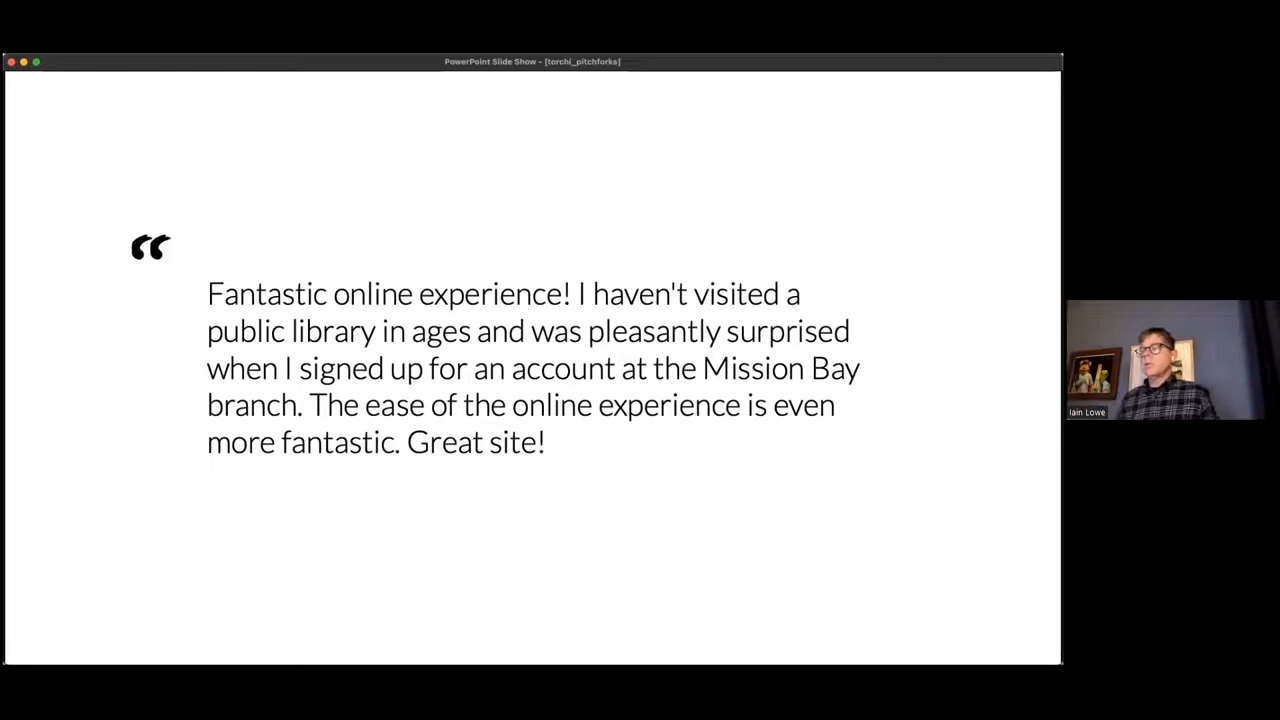 PowerPoint Slide Show - [torchi_pitchforks]
“
Fantastic online experience! I haven't visited a
public library in ages and was pleasantly surprised
when I signed up for an account at the Mission Bay
branch. The ease of the online experience is even
more fantastic. Great site!
Iain Lowe